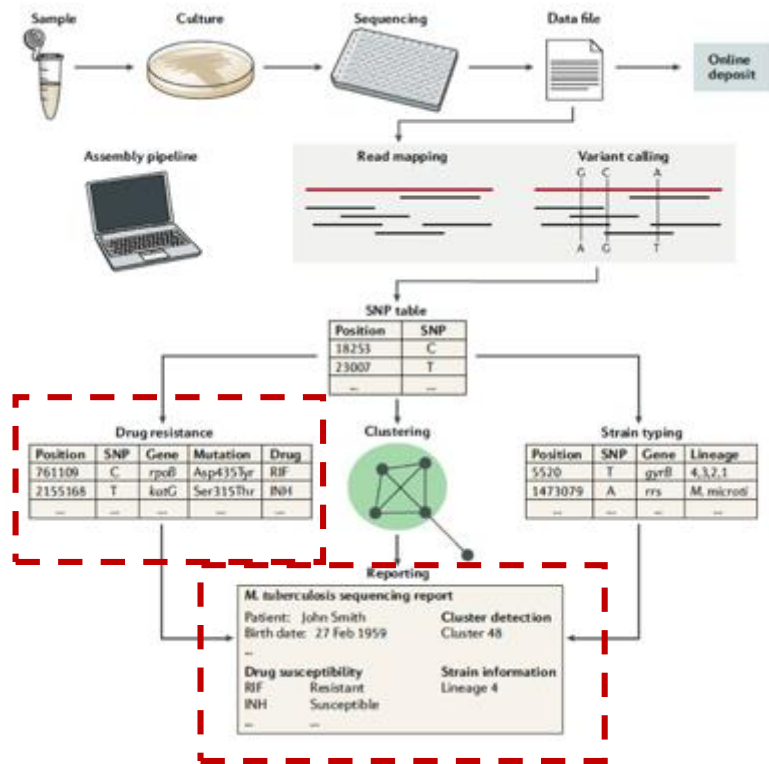 Sample Culture Sequencing Data file
Online deposit
Assembly pipeline
Read mapping Variant calling
G C A
A G T
SNP table
Position SNP
18253 C
23007 T
... ...
Drug resistance
Position SNP Gene Mutation Drug
761109 C rpoB Asp435Tyr RIF
2155168 T katG Ser315Thr INH
... ... ... ... ...
Clustering
Strain typing
Position SNP Gene Lineage
5520 T gyrB 4,3,2,1
1473079 A rrs M. microti
... ... ... ...
Reporting
M. tuberculosis sequencing report
Patient: John Smith Cluster detection
Birth date: 27 Feb 1959 Cluster 48
...
Drug susceptibility Strain information
RIF Resistant Lineage 4
INH Susceptible
... ...